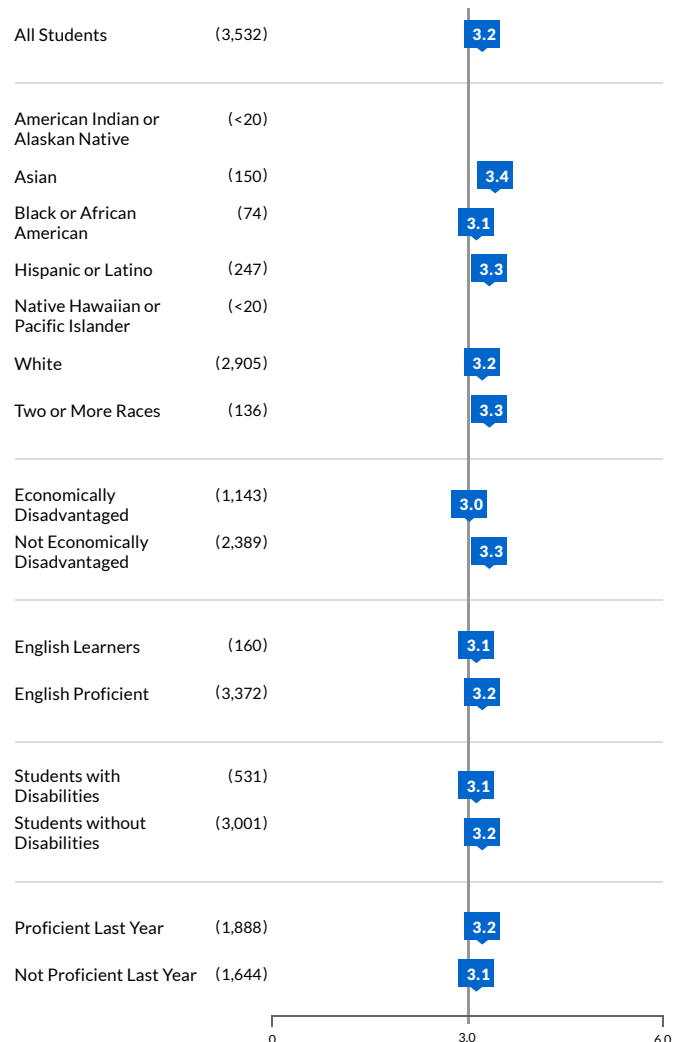 All Students (3,532) 3.2
American Indian or (<20)
Alaskan Native
Asian (150) 3.4
Black or African (74) 3.1
American
Hispanic or Latino (247) 3.3
Native Hawaiian or (<20)
Pacific Islander
White (2,905) 3.2
Two or More Races (136) 3.3
Economically (1,143) 3.0
Disadvantaged
Not Economically (2,389) 3.3
Disadvantaged
English Learners (160) 3.1
English Proficient (3,372) 3.2
Students with (531) 3.1
Disabilities
Students without (3,001) 3.2
Disabilities
Proficient Last Year (1,888) 3.2
Not Proficient Last Year (1,644) 3.1
0 3.0 6.0